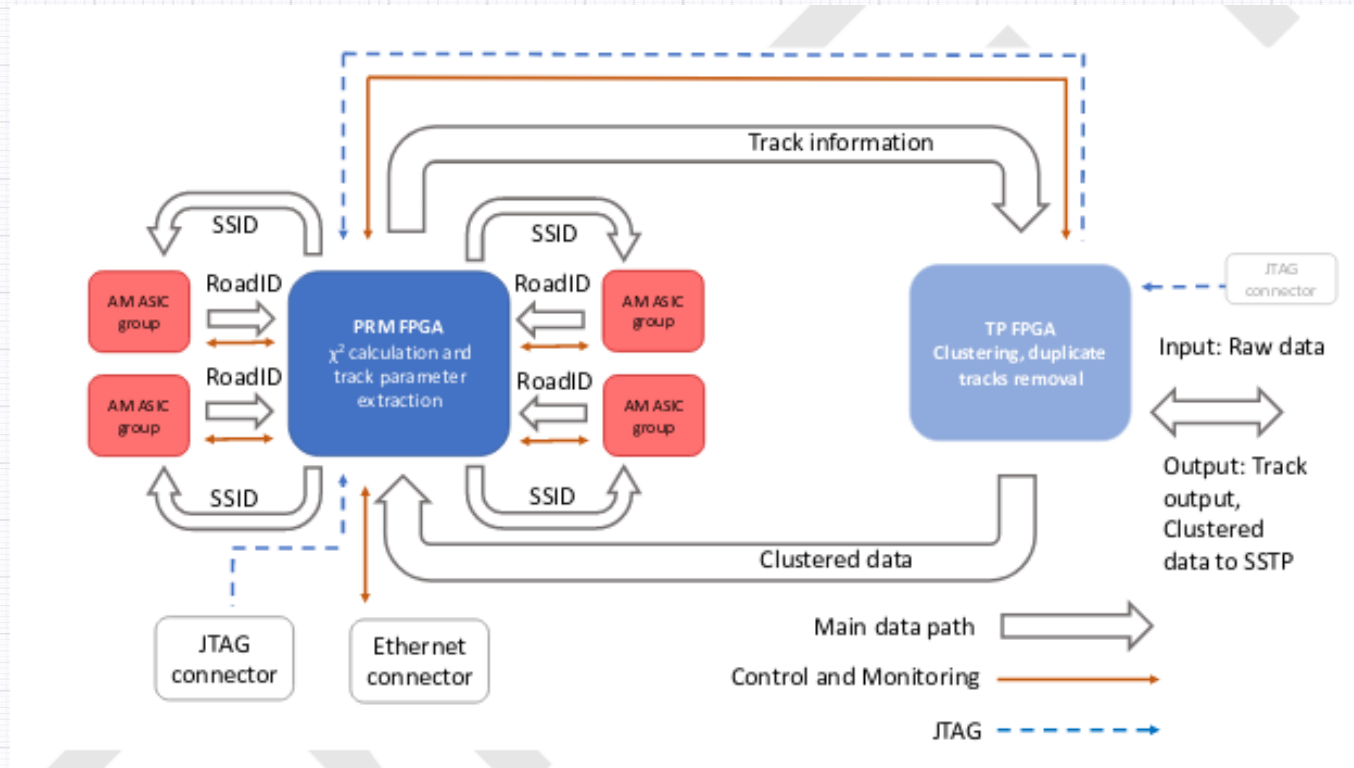 Track information
SSID
SSID
RoadID
RoadID
AM ASIC
group
PRM FPGA
χ² calculation and
track parameter
extraction
AM ASIC
group
RoadID
RoadID
AM ASIC
group
AM ASIC
group
SSID
SSID
TP FPGA
Clustering, duplicate
tracks removal
JTAG
connector
Input: Raw data
Output: Track
output,
Clustered
data to SSTP
Clustered data
JTAG
connector
Ethernet
connector
Main data path
Control and Monitoring
JTAG